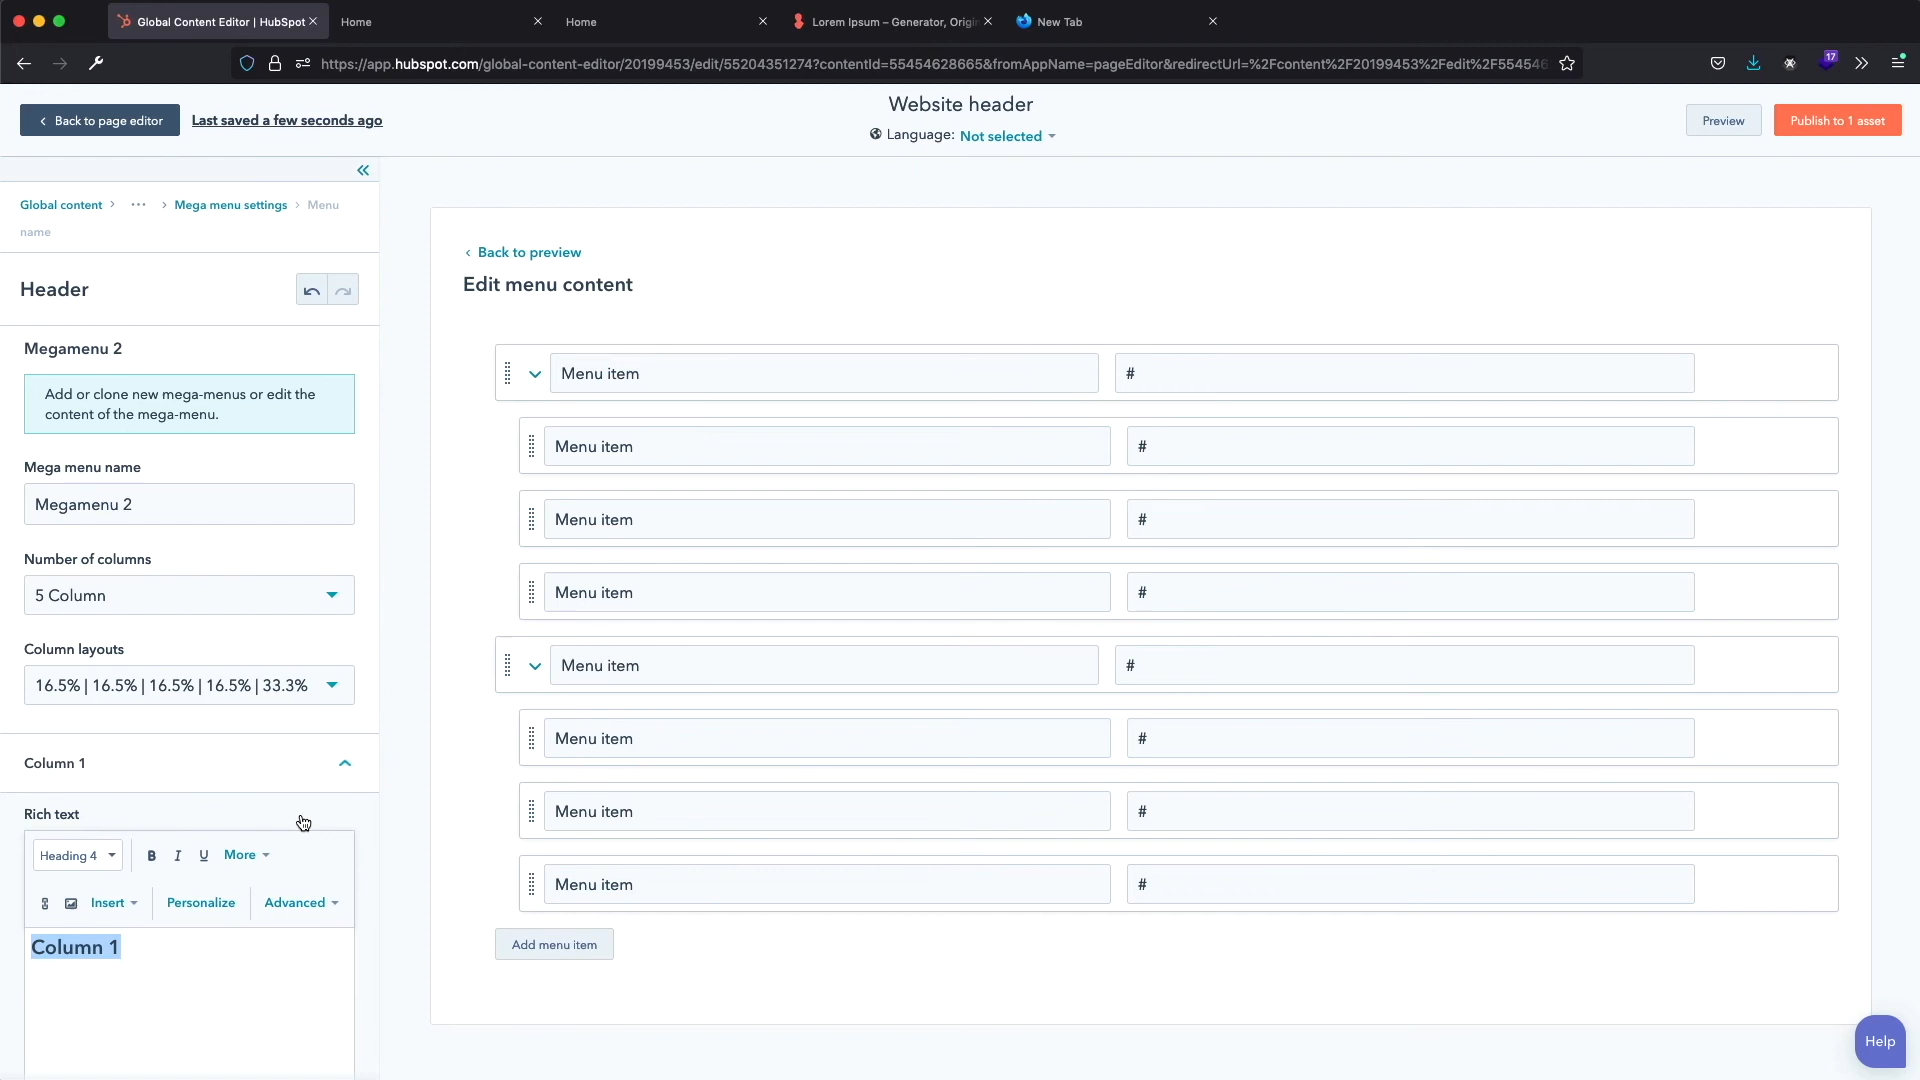 Global Content Editor | HubSpot
Home
Home
Lorem Ipsum – Generator, Origi
New Tab
https://app.hubspot.com/global-content-editor/20199453/edit/55204351274?contentId=55454628665&fromAppName=pageEditor&redirectUrl=%2Fcontent%2F20199453%2Fedit%2F555446
17
Back to page editor
Last saved a few seconds ago
Website header
Language: Not selected
Preview
Publish to 1 asset
Global content > ··· > Mega menu settings > Menu
name
Header
Megamenu 2
Add or clone new mega-menus or edit the
content of the mega-menu.
Mega menu name
Megamenu 2
Number of columns
5 Column
Column layouts
16.5% | 16.5% | 16.5% | 16.5% | 33.3%
Column 1
Rich text
Heading 4
B I U More
Insert
Personalize
Advanced
Column 1
Back to preview
Edit menu content
Menu item #
Menu item #
Menu item #
Menu item #
Menu item #
Menu item #
Menu item #
Menu item #
Add menu item
Help